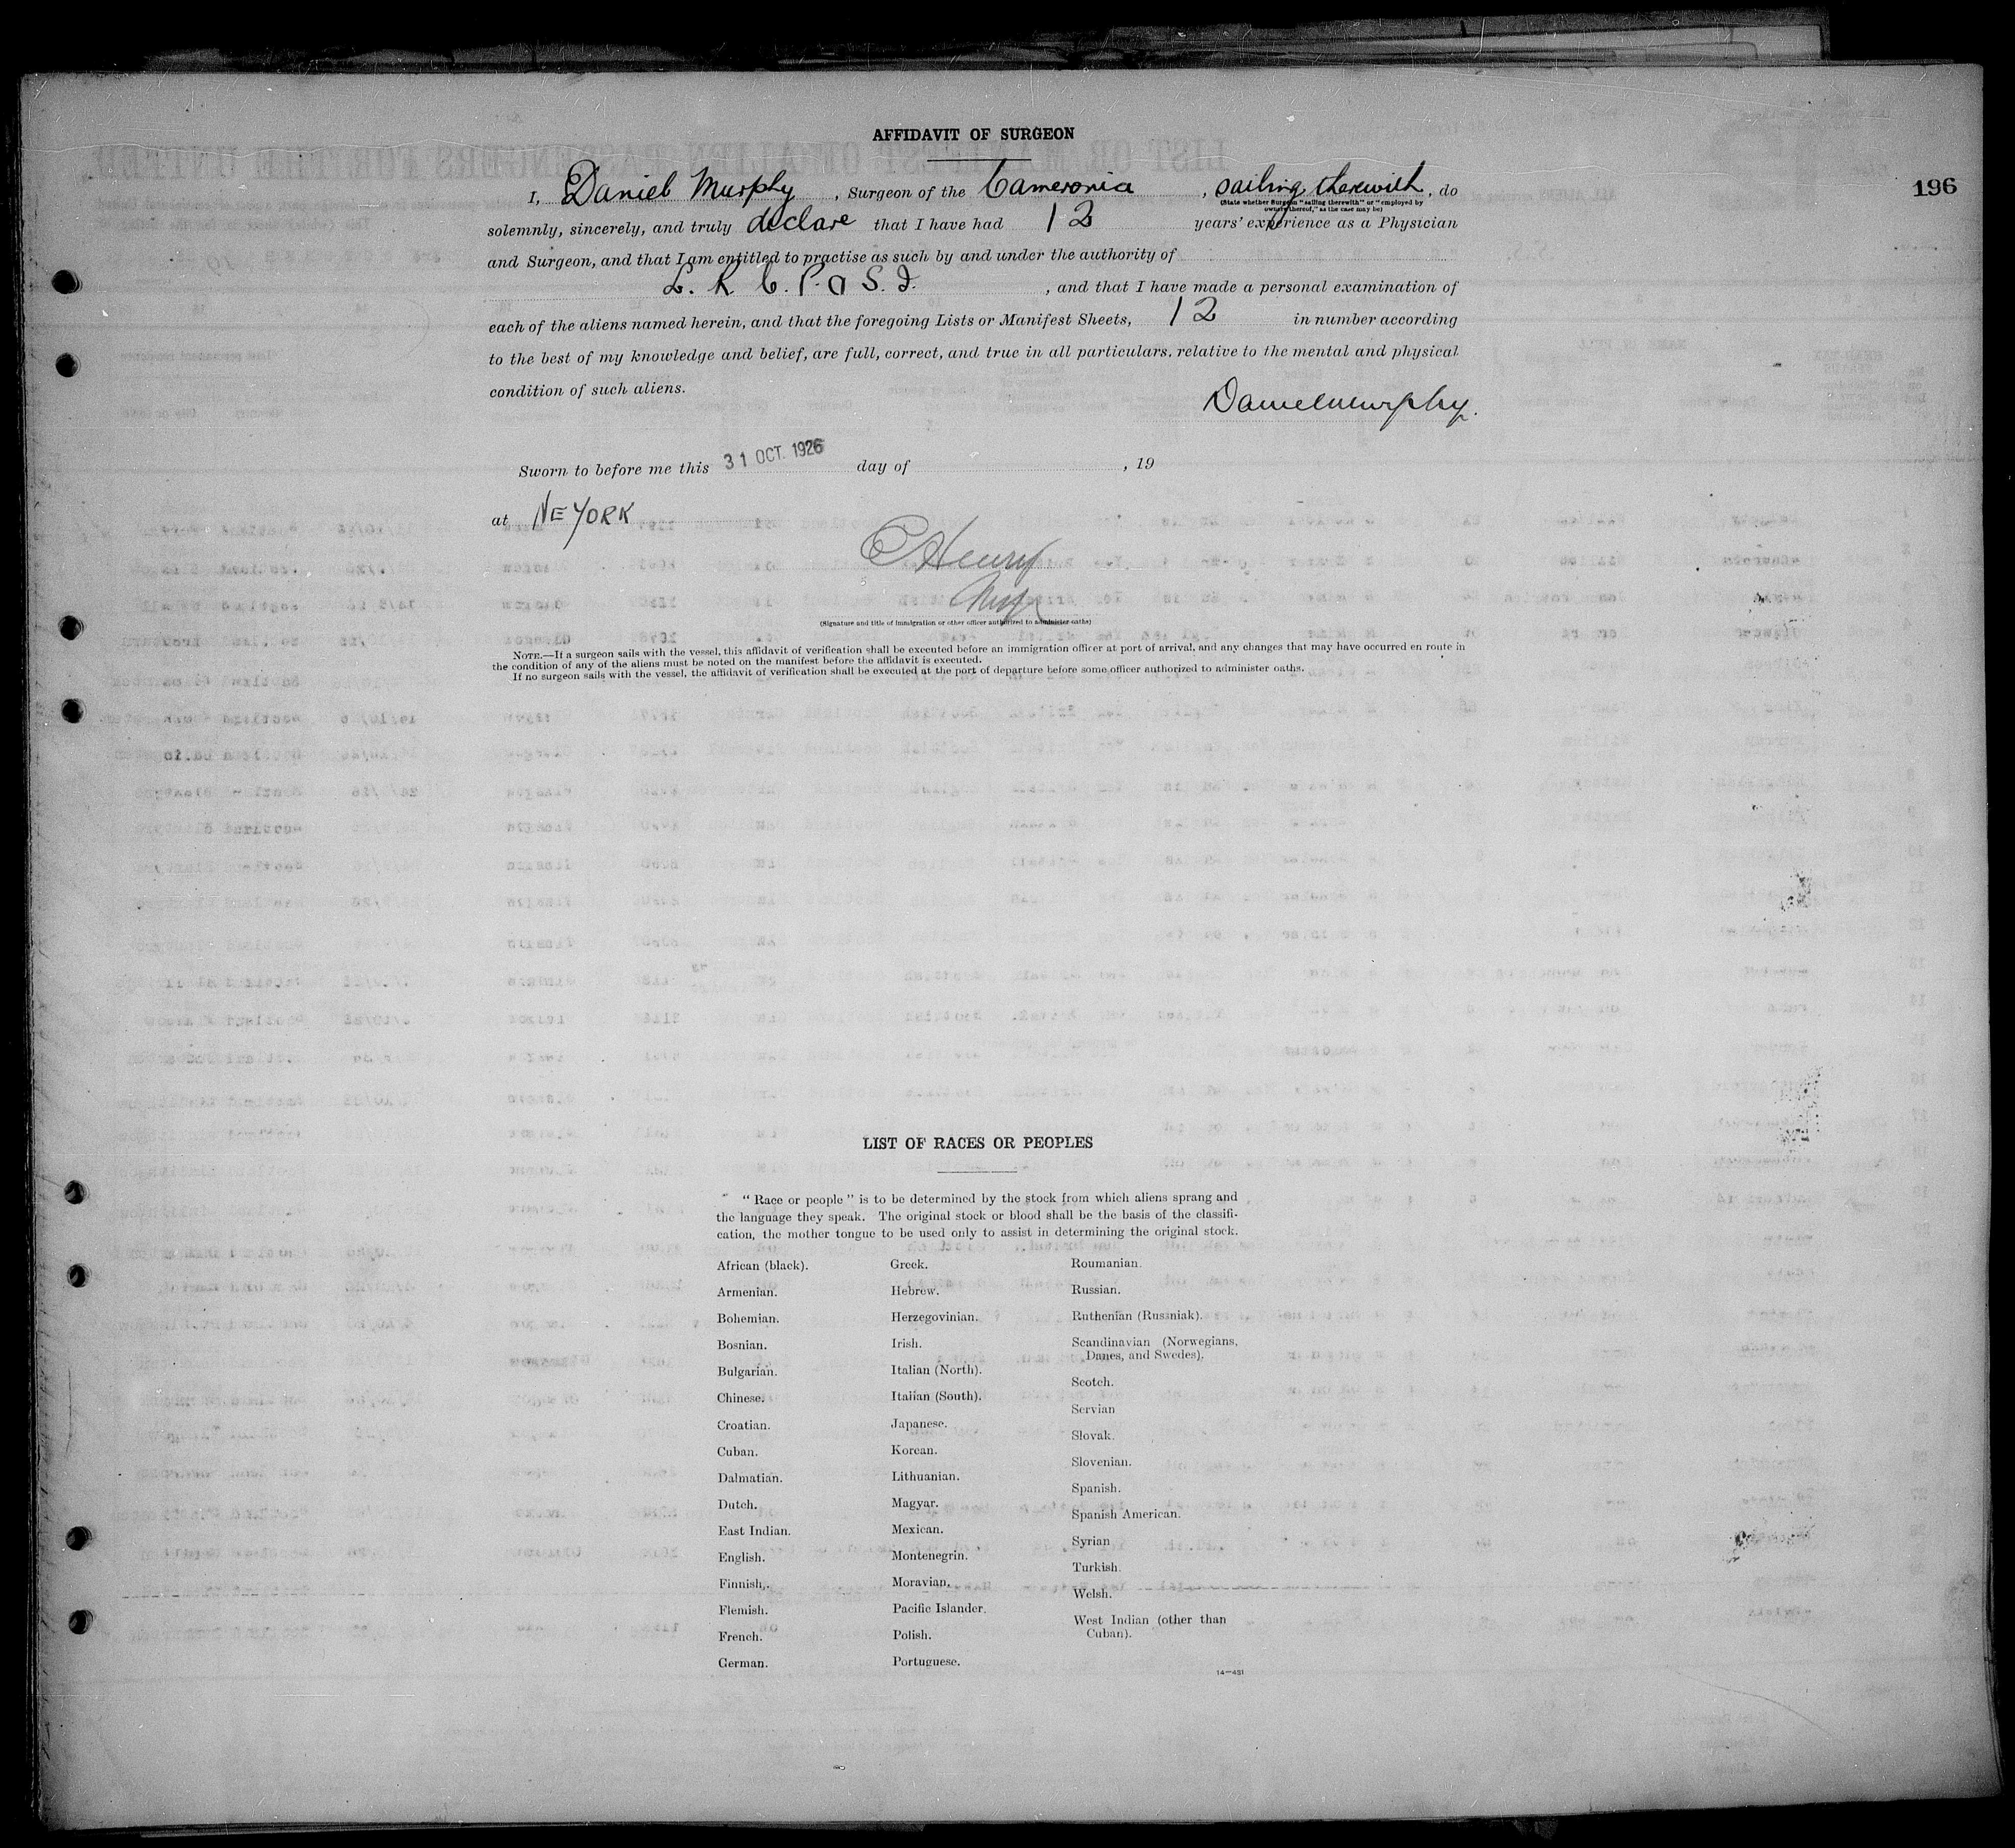 AFFIDAVIT OF SURGEON
196
I, Daniel Murphy, Surgeon of the Cameronia, sailing therewith, do
(State whether Surgeon "sailing therewith" or "employed by
owners thereof," as the case may be)
solemnly, sincerely, and truly declare that I have had 12 years' experience as a Physician
and Surgeon, and that I am entitled to practise as such by and under the authority of
L. R. C. P. & S. I., and that I have made a personal examination of
each of the aliens named herein, and that the foregoing Lists or Manifest Sheets, 12 in number according
to the best of my knowledge and belief, are full, correct, and true in all particulars, relative to the mental and physical
condition of such aliens.
Daniel Murphy.
Sworn to before me this 31 OCT. 1926 day of , 19
at NE YORK
C Henry
(Signature and title of immigration or other officer authorized to administer oaths)
NOTE.—If a surgeon sails with the vessel, this affidavit of verification shall be executed before an immigration officer at port of arrival, and any changes that may have occurred en route in
the condition of any of the aliens must be noted on the manifest before the affidavit is executed.
If no surgeon sails with the vessel, the affidavit of verification shall be executed at the port of departure before some officer authorized to administer oaths.
LIST OF RACES OR PEOPLES
"Race or people" is to be determined by the stock from which aliens sprang and
the language they speak. The original stock or blood shall be the basis of the classifi-
cation, the mother tongue to be used only to assist in determining the original stock.
African (black).
Armenian.
Bohemian.
Bosnian.
Bulgarian.
Chinese.
Croatian.
Cuban.
Dalmatian.
Dutch.
East Indian.
English.
Finnish.
Flemish.
French.
German.
Greek.
Hebrew.
Herzegovinian.
Irish.
Italian (North).
Italian (South).
Japanese.
Korean.
Lithuanian.
Magyar.
Mexican.
Montenegrin.
Moravian.
Pacific Islander.
Polish.
Portuguese.
Roumanian.
Russian.
Ruthenian (Russniak).
Scandinavian (Norwegians,
Danes, and Swedes).
Scotch.
Servian
Slovak.
Slovenian.
Spanish.
Spanish American.
Syrian
Turkish.
Welsh.
West Indian (other than
Cuban).
14—431